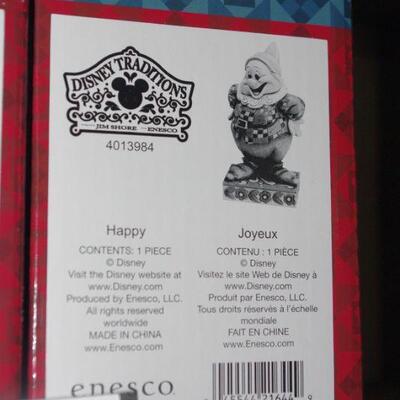 DISNEY TRADITIONS
JIM SHORE ENESCO
4013984
Happy
CONTENTS: 1 PIECE
© Disney
Visit the Disney website at
www.Disney.com
Produced by Enesco, LLC.
All rights reserved
worldwide
MADE IN CHINA
www.Enesco.com
Joyeux
CONTENU : 1 PIÈCE
© Disney
Visitez le site Web de Disney à
www.Disney.com
Produit par Enesco, LLC.
Tous droits réservés à l'échelle
mondiale
FAIT EN CHINE
www.Enesco.com
enesco.